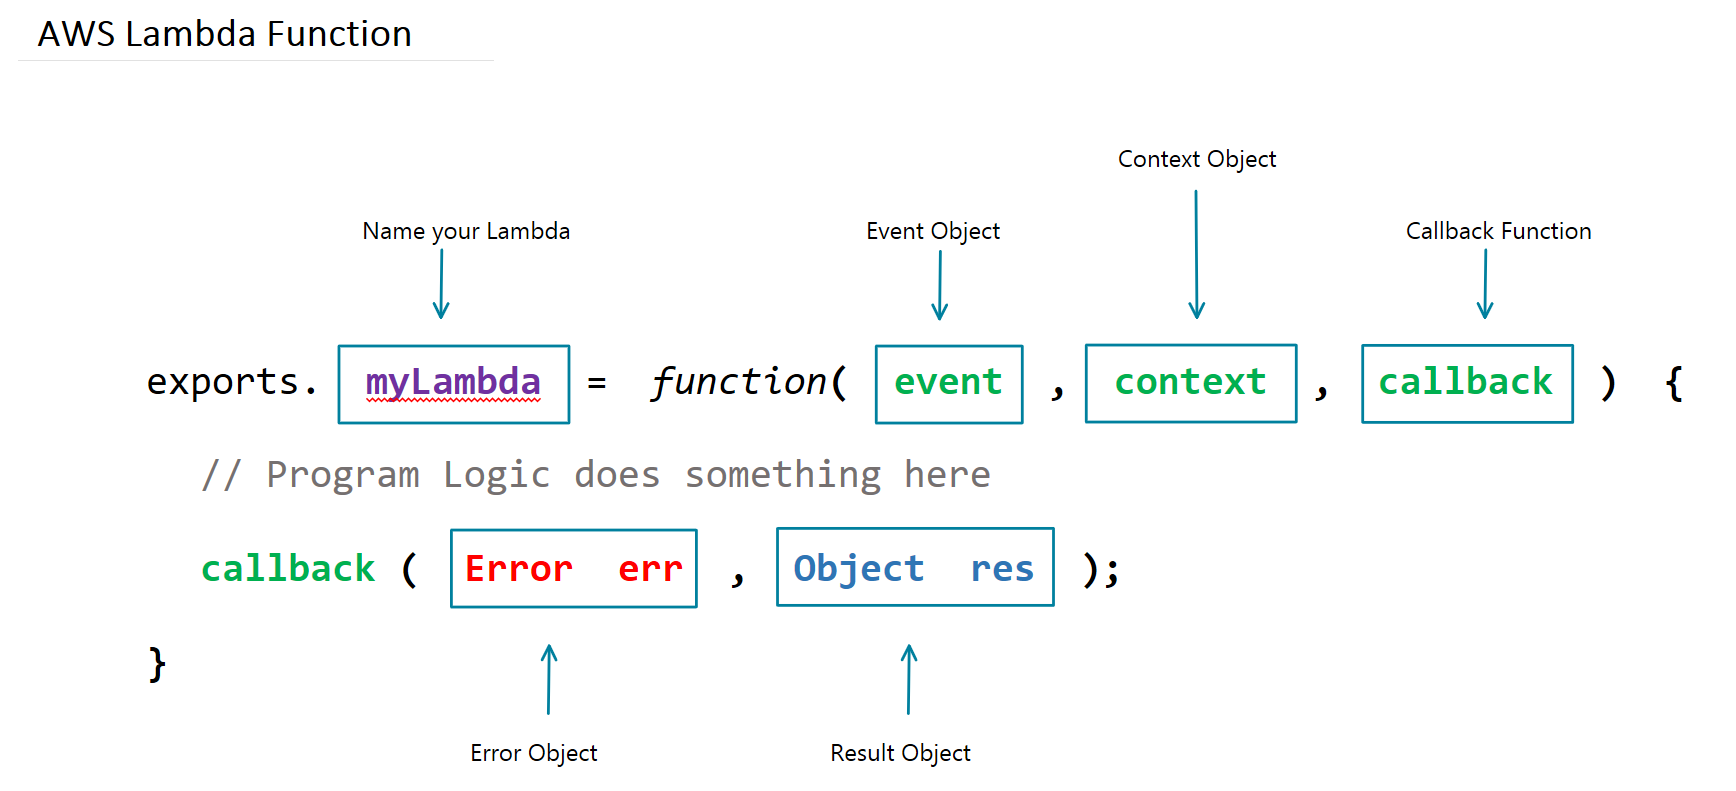 AWS Lambda Function
Context Object
Name your Lambda
Event Object
Callback Function
exports. myLambda = function( event , context , callback ) {
// Program Logic does something here
callback ( Error err , Object res );
}
Error Object
Result Object